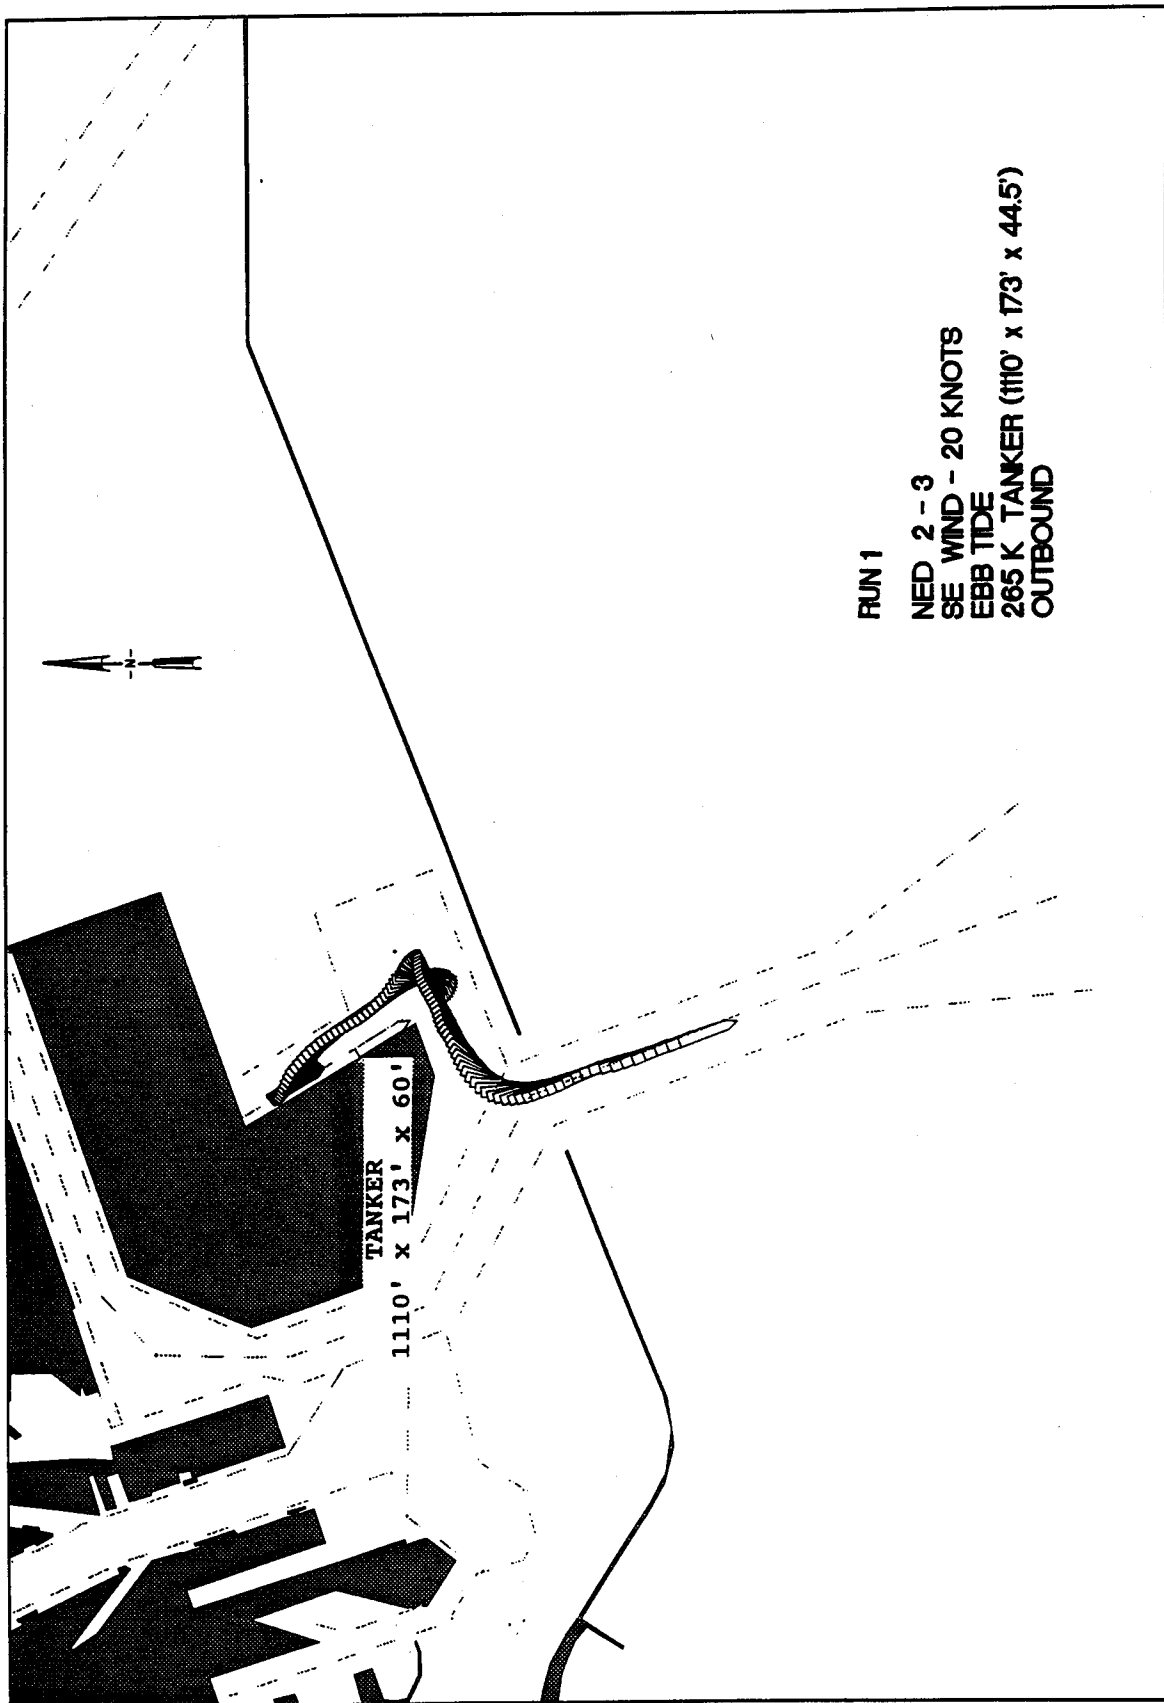 -N-
TANKER
1110' x 173' x 60'
RUN 1
NED 2 - 3
SE WIND - 20 KNOTS
EBB TIDE
265 K TANKER (1110' x 173' x 44.5')
OUTBOUND